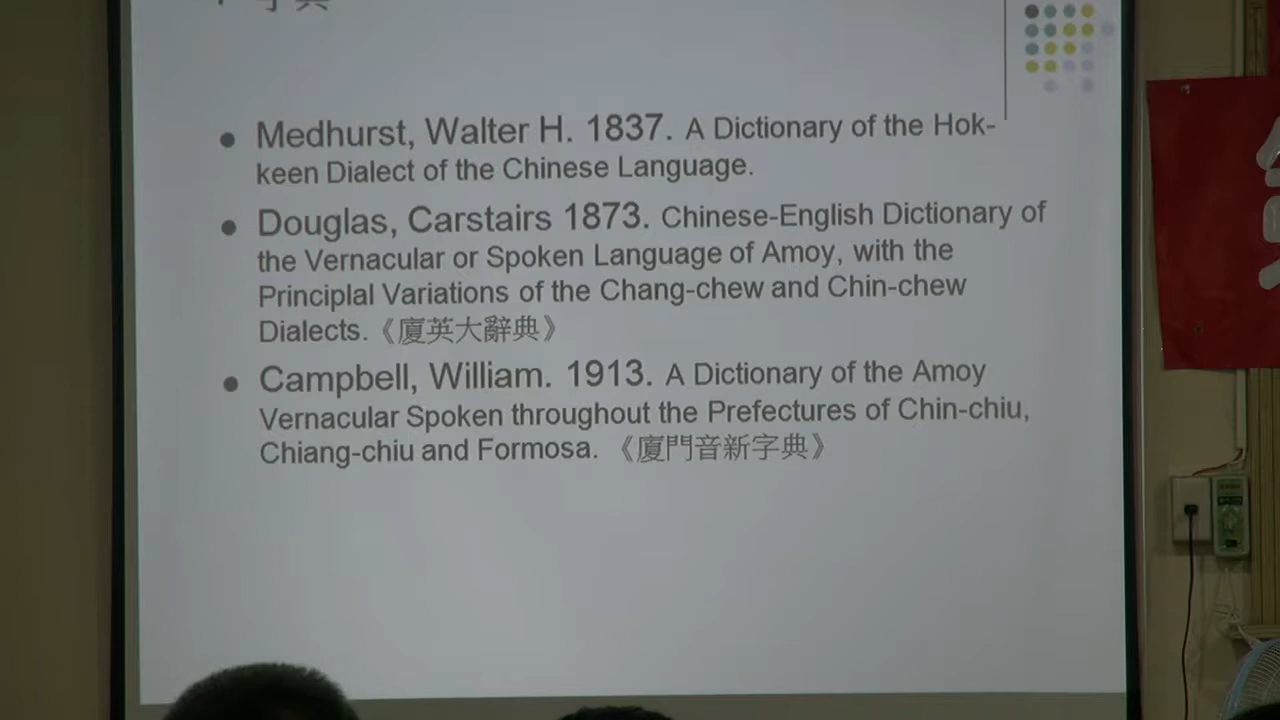 字典
Medhurst, Walter H. 1837. A Dictionary of the Hok-
keen Dialect of the Chinese Language.
Douglas, Carstairs 1873. Chinese-English Dictionary of
the Vernacular or Spoken Language of Amoy, with the
Principlal Variations of the Chang-chew and Chin-chew
Dialects.《廈英大辭典》
Campbell, William. 1913. A Dictionary of the Amoy
Vernacular Spoken throughout the Prefectures of Chin-chiu,
Chiang-chiu and Formosa. 《廈門音新字典》